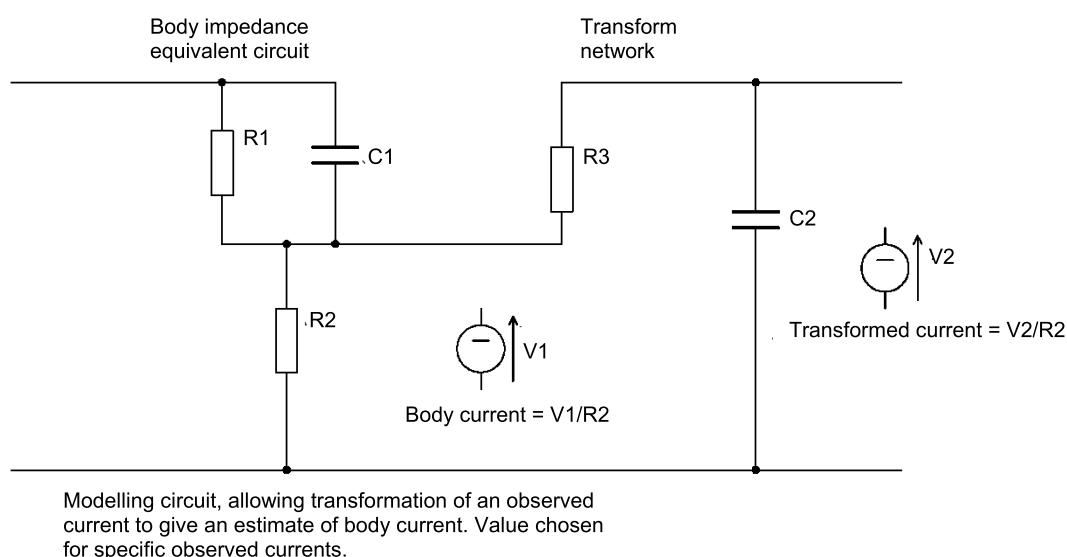 Body impedance
equivalent circuit
Transform
network
R1
C1
R3
C2
V2
R2
Transformed current = V2/R2
V1
Body current = V1/R2
Modelling circuit, allowing transformation of an observed
current to give an estimate of body current. Value chosen
for specific observed currents.